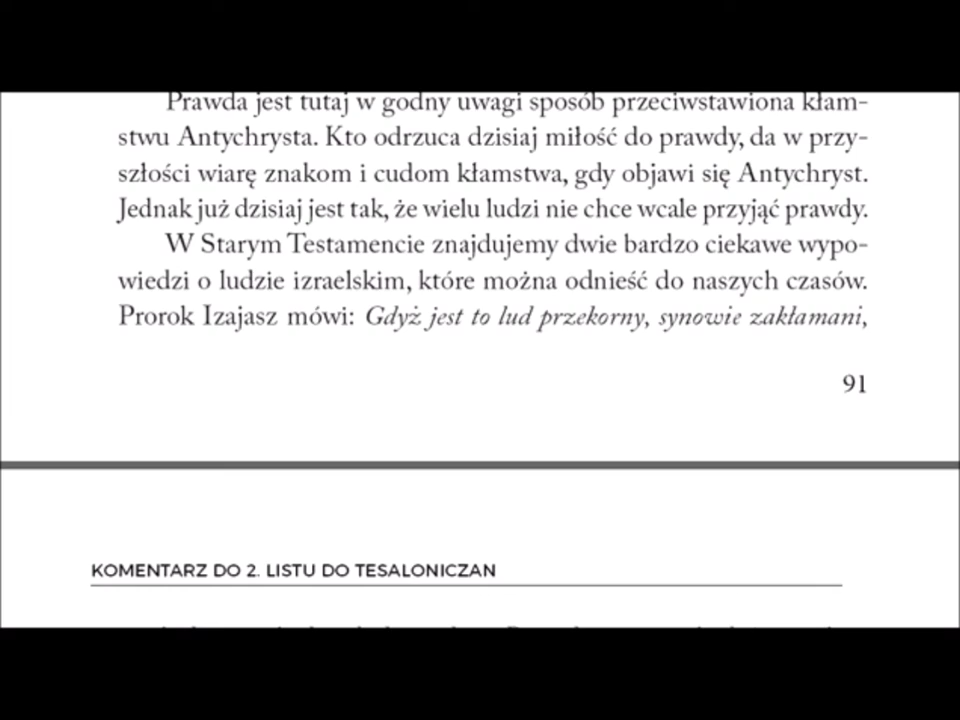 Prawda jest tutaj w godny uwagi sposób przeciwstawiona kłam-
stwu Antychrysta. Kto odrzuca dzisiaj miłość do prawdy, da w przy-
szłości wiarę znakom i cudom kłamstwa, gdy objawi się Antychryst.
Jednak już dzisiaj jest tak, że wielu ludzi nie chce wcale przyjąć prawdy.
W Starym Testamencie znajdujemy dwie bardzo ciekawe wypo-
wiedzi o ludzie izraelskim, które można odnieść do naszych czasów.
Prorok Izajasz mówi: Gdyż jest to lud przekorny, synowie zakłamani,
91
KOMENTARZ DO 2. LISTU DO TESALONICZAN